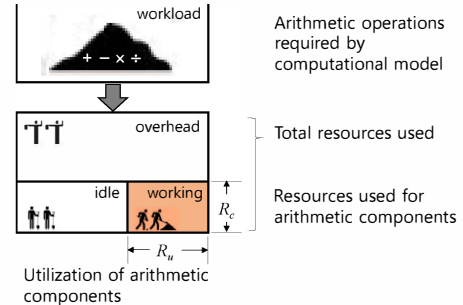 workload
+ − × ÷
Arithmetic operations
required by
computational model
overhead
Total resources used
idle
working
R_c
Resources used for
arithmetic components
R_u
Utilization of arithmetic
components